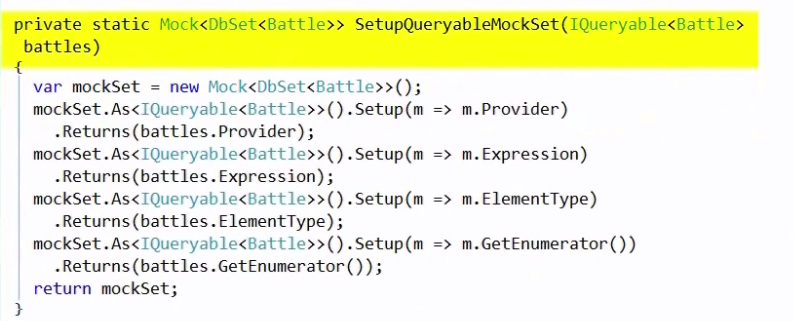 private static Mock<DbSet<Battle>> SetupQueryableMockSet(IQueryable<Battle>
battles)
{
var mockSet = new Mock<DbSet<Battle>>();
mockSet.As<IQueryable<Battle>>().Setup(m => m.Provider)
.Returns(battles.Provider);
mockSet.As<IQueryable<Battle>>().Setup(m => m.Expression)
.Returns(battles.Expression);
mockSet.As<IQueryable<Battle>>().Setup(m => m.ElementType)
.Returns(battles.ElementType);
mockSet.As<IQueryable<Battle>>().Setup(m => m.GetEnumerator())
.Returns(battles.GetEnumerator());
return mockSet;
}